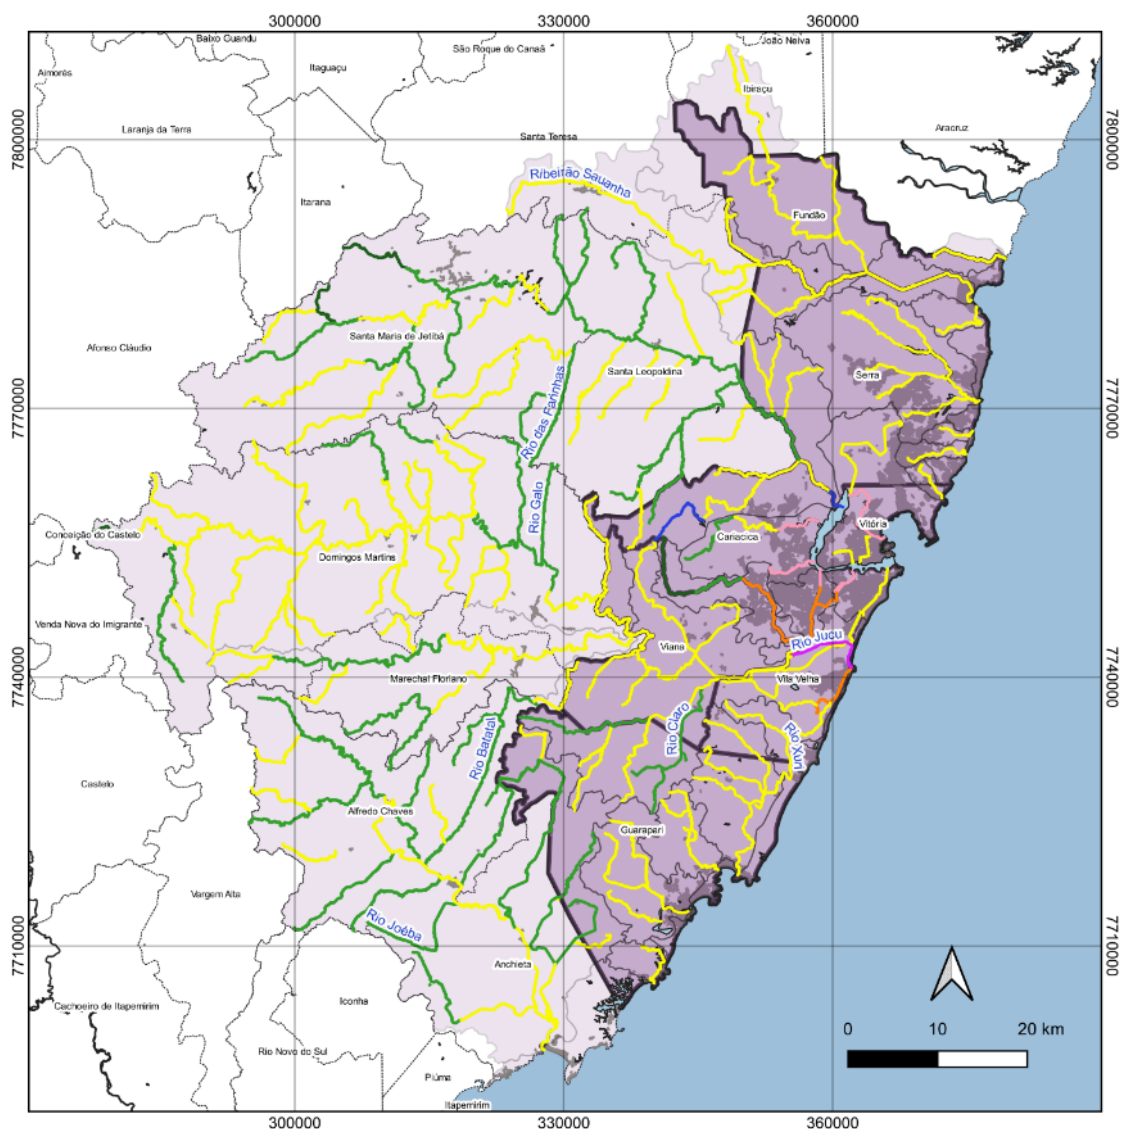 300000
330000
360000
Baixo Guandu
São Roque do Canaã
João Neiva
Aimorés
Itaguaçu
Ibiraçu
7800000
7800000
Laranja da Terra
Santa Teresa
Aracruz
Ribeirão Sauanha
Itarana
Fundão
Santa Maria de Jetibá
Afonso Cláudio
Santa Leopoldina
Serra
7770000
7770000
Rio das Farinhas
Rio Galo
Conceição do Castelo
Vitória
Cariacica
Domingos Martins
Venda Nova do Imigrante
Rio Jucu
Viana
7740000
7740000
Marechal Floriano
Vila Velha
Rio Claro
Rio Batatal
Rio Xuri
Castelo
Alfredo Chaves
Guarapari
Vargem Alta
Rio Joéba
7710000
7710000
Anchieta
Iconha
Cachoeiro de Itapemirim
0 10 20 km
Rio Novo do Sul
Piúma
Itapemirim
300000
330000
360000